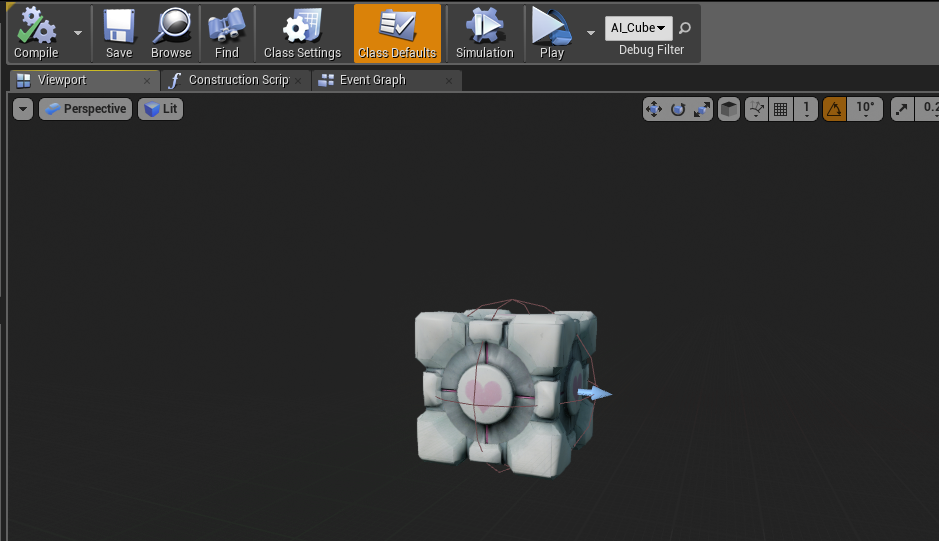 Compile
Save
Browse
Find
Class Settings
Class Defaults
Simulation
Play
AI_Cube
Debug Filter
Viewport
Construction Scrip
Event Graph
Perspective
Lit
1
10°
0.2